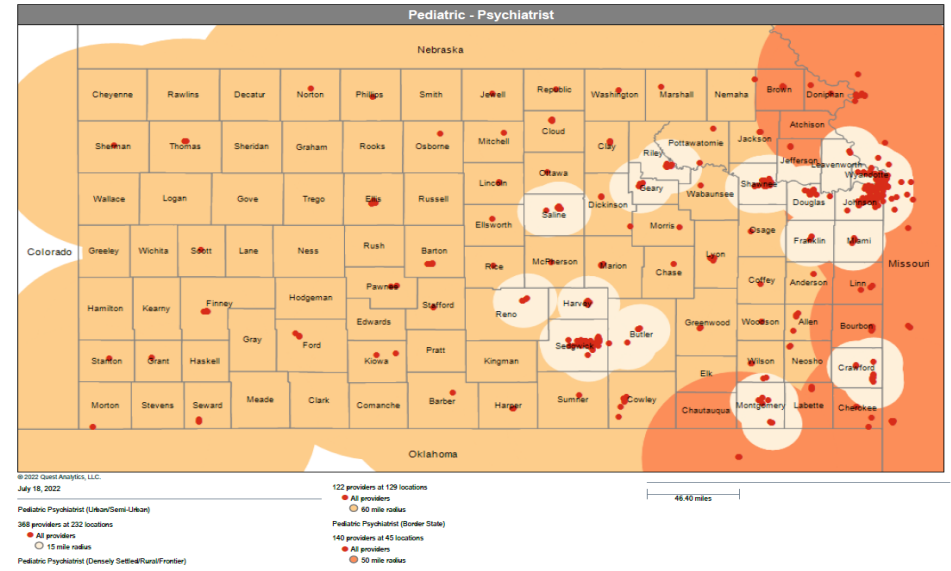 Pediatric - Psychiatrist
Nebraska
Cheyenne Rawlins Decatur Norton Phillips Smith Jewell Republic Washington Marshall Nemaha Brown Doniphan
Atchison
Sherman Thomas Sheridan Graham Rooks Osborne Mitchell Cloud Clay Riley Pottawatomie Jackson Jefferson Leavenworth
Wyandotte
Wallace Logan Gove Trego Ellis Russell Lincoln Ottawa Geary Wabaunsee Shawnee Douglas Johnson
Ellsworth Saline Dickinson Morris Osage Franklin Miami
Colorado Greeley Wichita Scott Lane Ness Rush Barton Rice McPherson Marion Chase Lyon Missouri
Coffey Anderson Linn
Hamilton Kearny Finney Hodgeman Pawnee Stafford Reno Harvey
Gray Ford Edwards Sedgwick Butler Greenwood Woodson Allen Bourbon
Stanton Grant Haskell Kiowa Pratt Kingman Elk Wilson Neosho Crawford
Morton Stevens Seward Meade Clark Comanche Barber Harper Sumner Cowley Chautauqua Montgomery Labette Cherokee
Oklahoma
© 2022 Quest Analytics, LLC.
July 18, 2022
Pediatric Psychiatrist (Urban/Semi-Urban)
368 providers at 232 locations
All providers
15 mile radius
Pediatric Psychiatrist (Densely Settled/Rural/Frontier)
122 providers at 129 locations
All providers
60 mile radius
Pediatric Psychiatrist (Border State)
140 providers at 45 locations
All providers
50 mile radius
46.40 miles